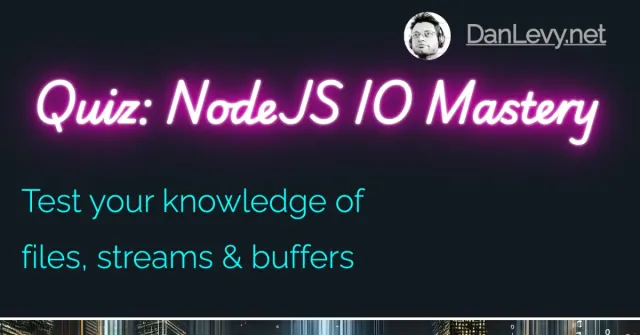 DanLevy.net
Quiz: NodeJS IO Mastery
Test your knowledge of
files, streams & buffers